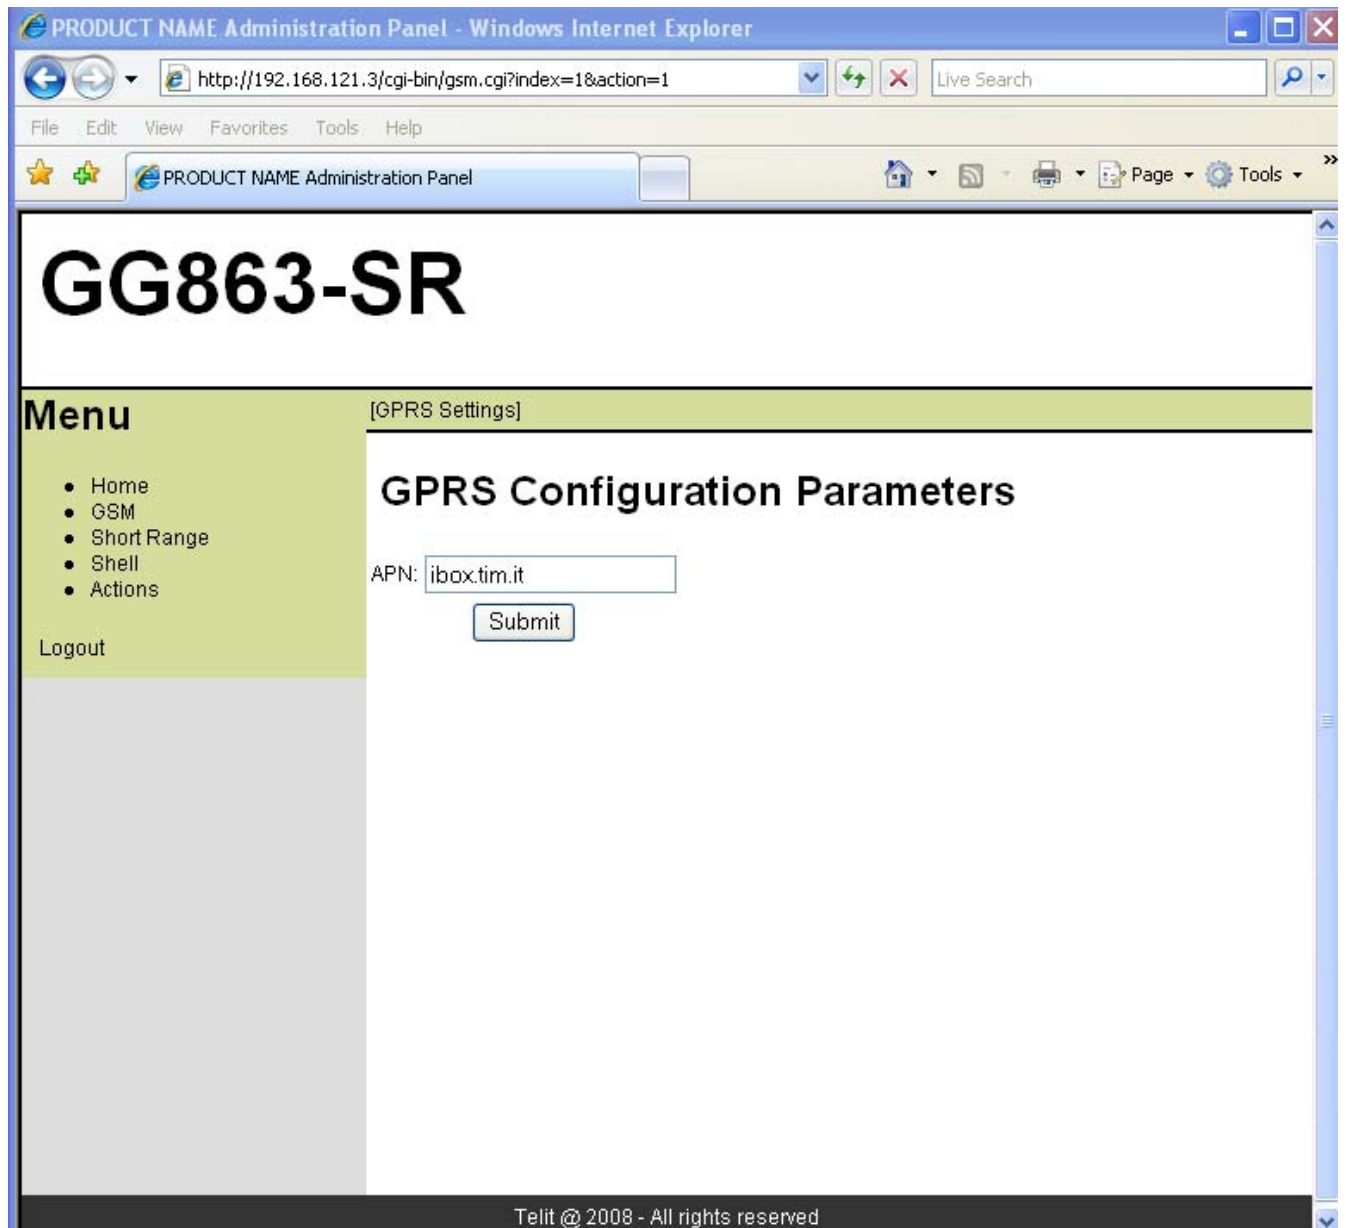 PRODUCT NAME Administration Panel - Windows Internet Explorer
http://192.168.121.3/cgi-bin/gsm.cgi?index=1&action=1
Live Search
File Edit View Favorites Tools Help
PRODUCT NAME Administration Panel
Page Tools »
GG863-SR
Menu
[GPRS Settings]
• Home
• GSM
• Short Range
• Shell
• Actions
Logout
GPRS Configuration Parameters
APN: ibox.tim.it
Submit
Telit @ 2008 - All rights reserved